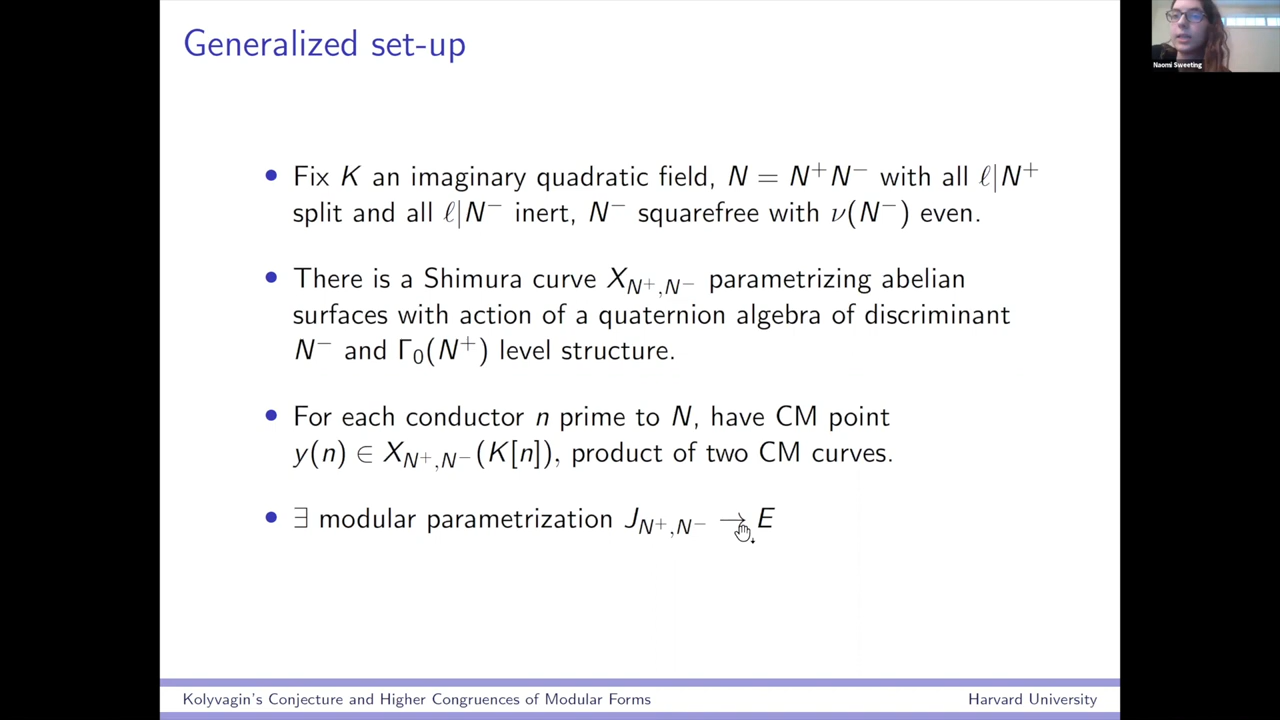 Generalized set-up
Naomi Sweeting
• Fix K an imaginary quadratic field, N = N⁺N⁻ with all ℓ|N⁺
split and all ℓ|N⁻ inert, N⁻ squarefree with ν(N⁻) even.
• There is a Shimura curve X_{N⁺,N⁻} parametrizing abelian
surfaces with action of a quaternion algebra of discriminant
N⁻ and Γ₀(N⁺) level structure.
• For each conductor n prime to N, have CM point
y(n) ∈ X_{N⁺,N⁻}(K[n]), product of two CM curves.
• ∃ modular parametrization J_{N⁺,N⁻} → E
Kolyvagin's Conjecture and Higher Congruences of Modular Forms
Harvard University